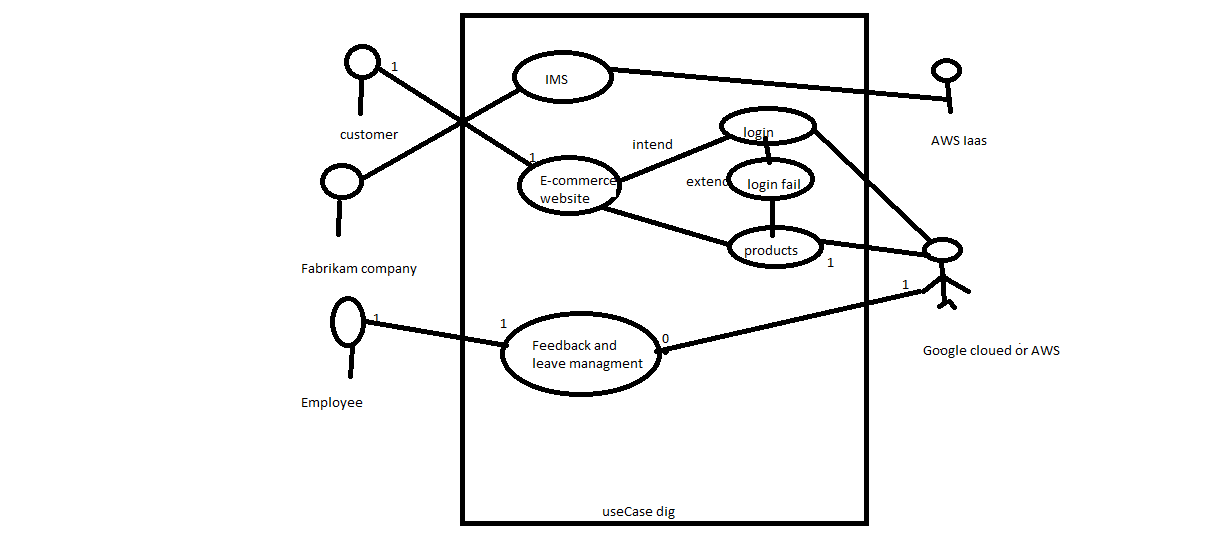 1
IMS
customer
login
AWS Iaas
intend
1
E-commerce
website
extend
login fail
products
1
Fabrikam company
1
1
1
0
Feedback and
leave managment
Google cloued or AWS
Employee
useCase dig